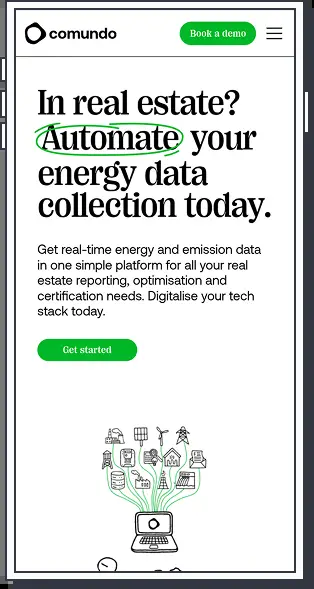 comundo
Book a demo
In real estate?
Automate your
energy data
collection today.
Get real-time energy and emission data
in one simple platform for all your real
estate reporting, optimisation and
certification needs. Digitalise your tech
stack today.
Get started